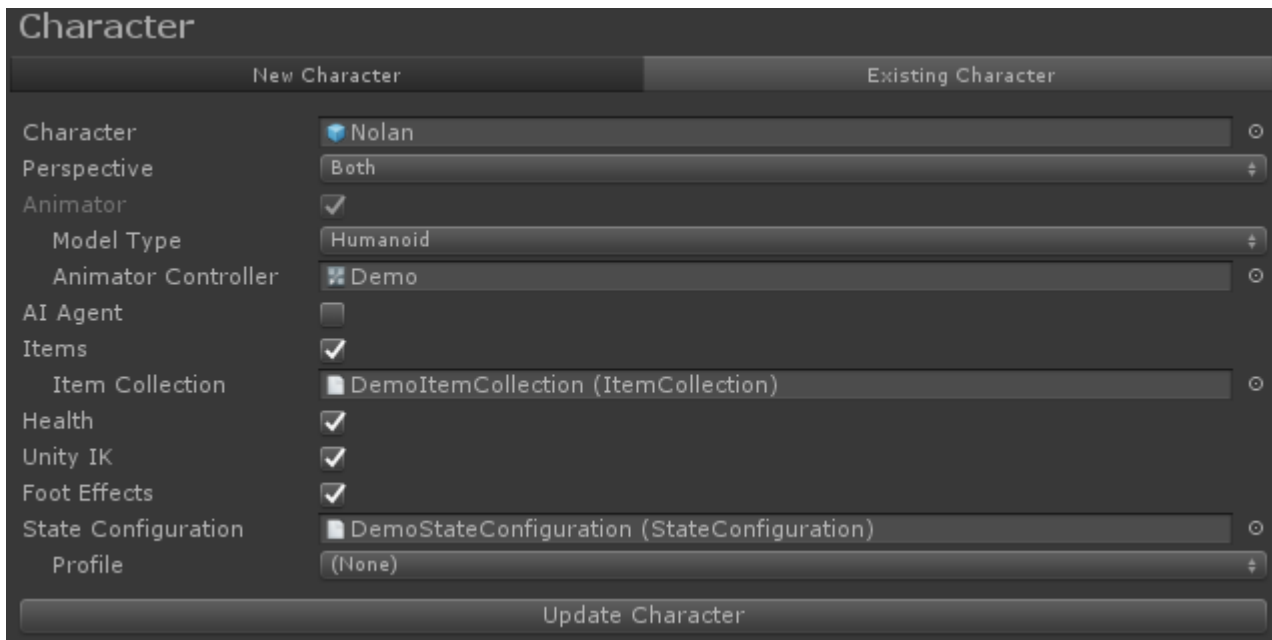 Character
New Character Existing Character
Character Nolan
Perspective Both
Animator
Model Type Humanoid
Animator Controller Demo
AI Agent
Items
Item Collection DemoItemCollection (ItemCollection)
Health
Unity IK
Foot Effects
State Configuration DemoStateConfiguration (StateConfiguration)
Profile (None)
Update Character